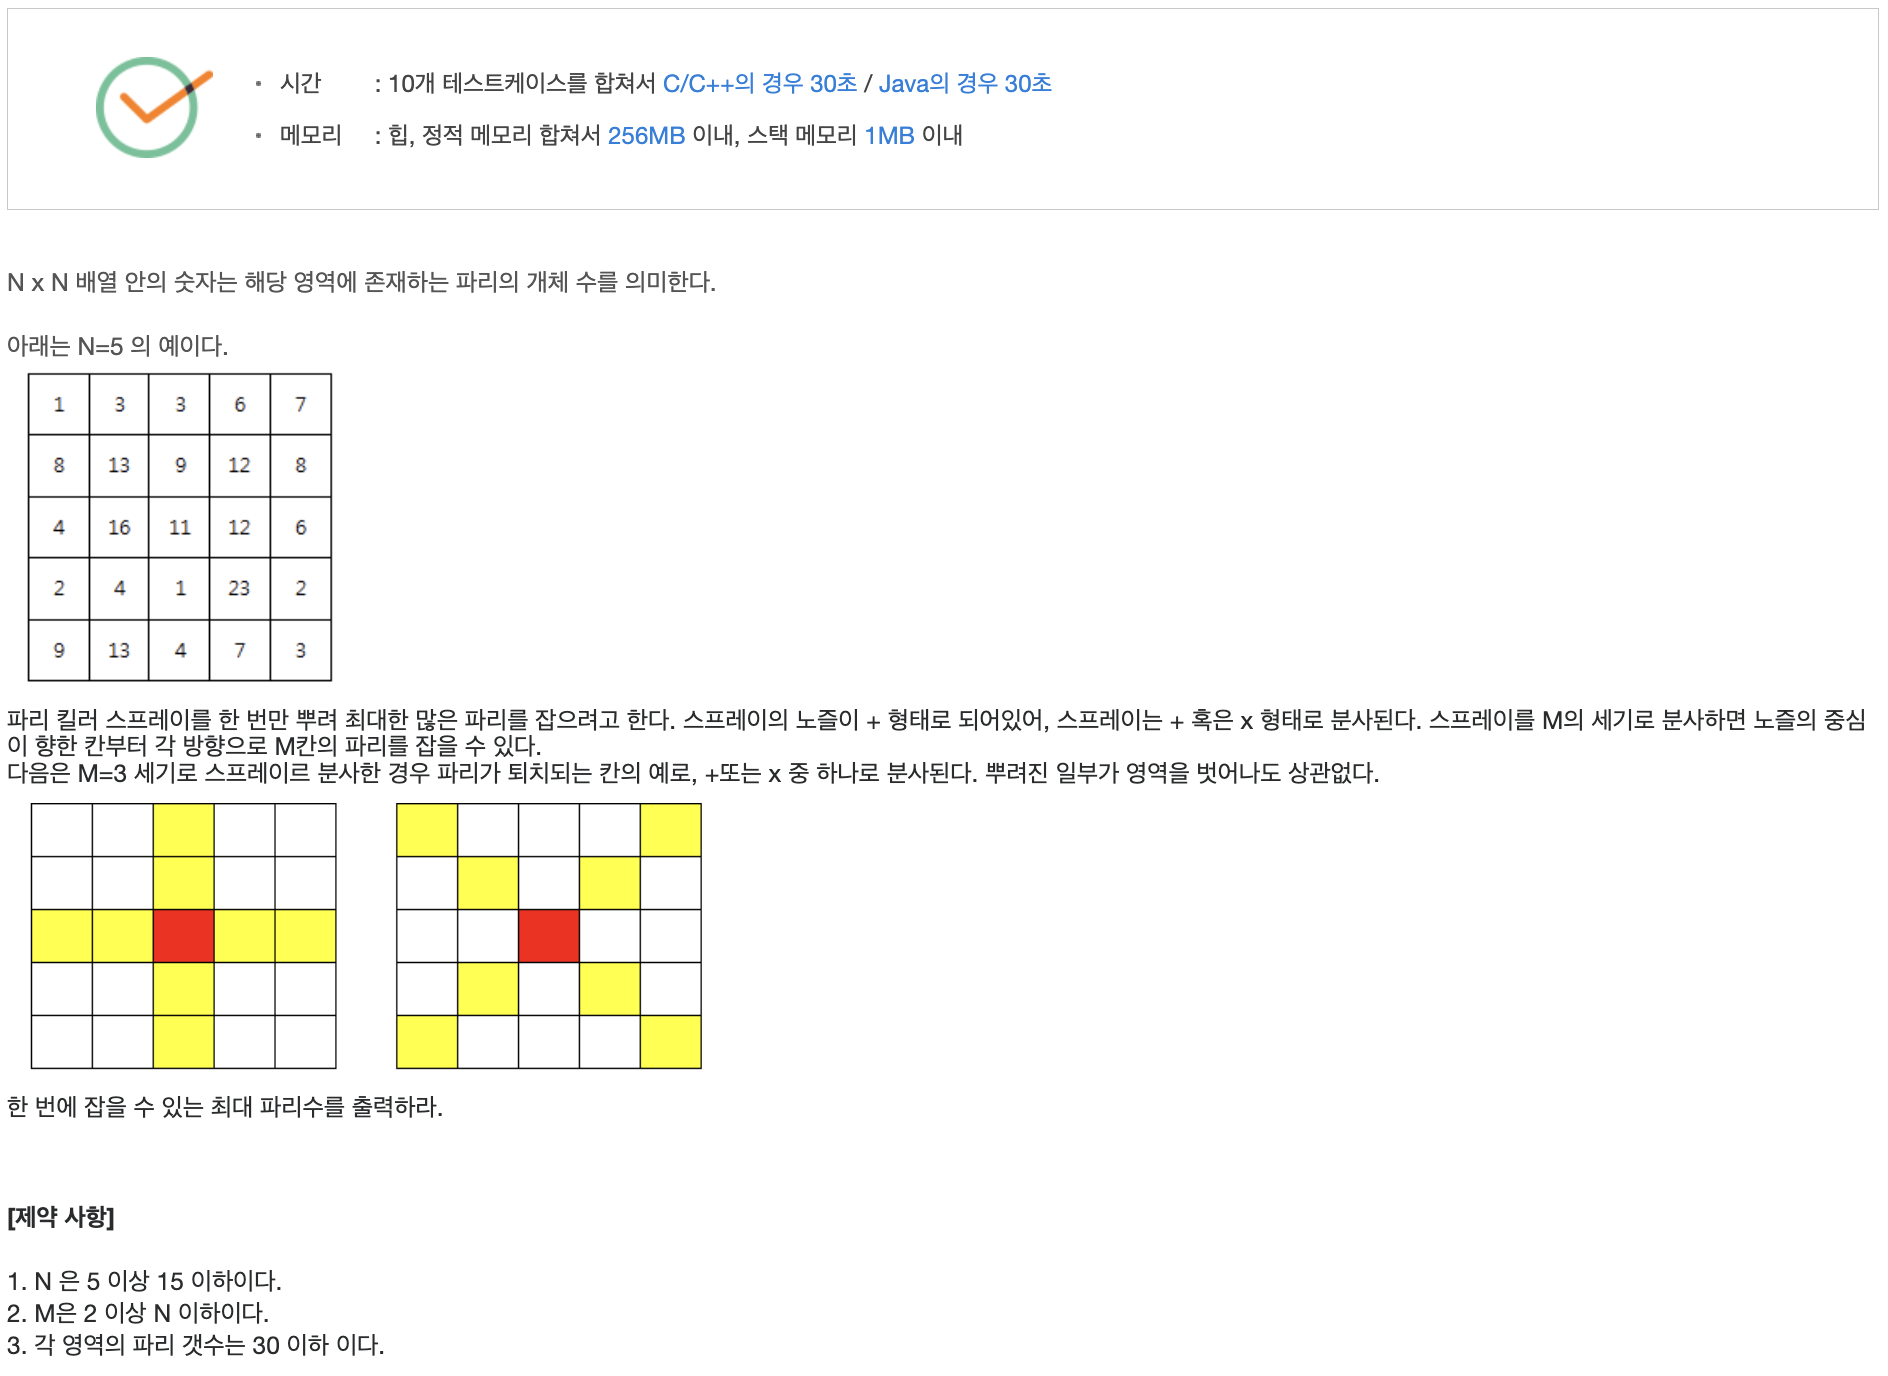 시간 : 10개 테스트케이스를 합쳐서 C/C++의 경우 30초 / Java의 경우 30초
메모리 : 힙, 정적 메모리 합쳐서 256MB 이내, 스택 메모리 1MB 이내
N x N 배열 안의 숫자는 해당 영역에 존재하는 파리의 개체 수를 의미한다.
아래는 N=5 의 예이다.
1 3 3 6 7
8 13 9 12 8
4 16 11 12 6
2 4 1 23 2
9 13 4 7 3
파리 킬러 스프레이를 한 번만 뿌려 최대한 많은 파리를 잡으려고 한다. 스프레이의 노즐이 + 형태로 되어있어, 스프레이는 + 혹은 x 형태로 분사된다. 스프레이를 M의 세기로 분사하면 노즐의 중심
이 향한 칸부터 각 방향으로 M칸의 파리를 잡을 수 있다.
다음은 M=3 세기로 스프레이르 분사한 경우 파리가 퇴치되는 칸의 예로, +또는 x 중 하나로 분사된다. 뿌려진 일부가 영역을 벗어나도 상관없다.
한 번에 잡을 수 있는 최대 파리수를 출력하라.
[제약 사항]
1. N 은 5 이상 15 이하이다.
2. M은 2 이상 N 이하이다.
3. 각 영역의 파리 갯수는 30 이하 이다.